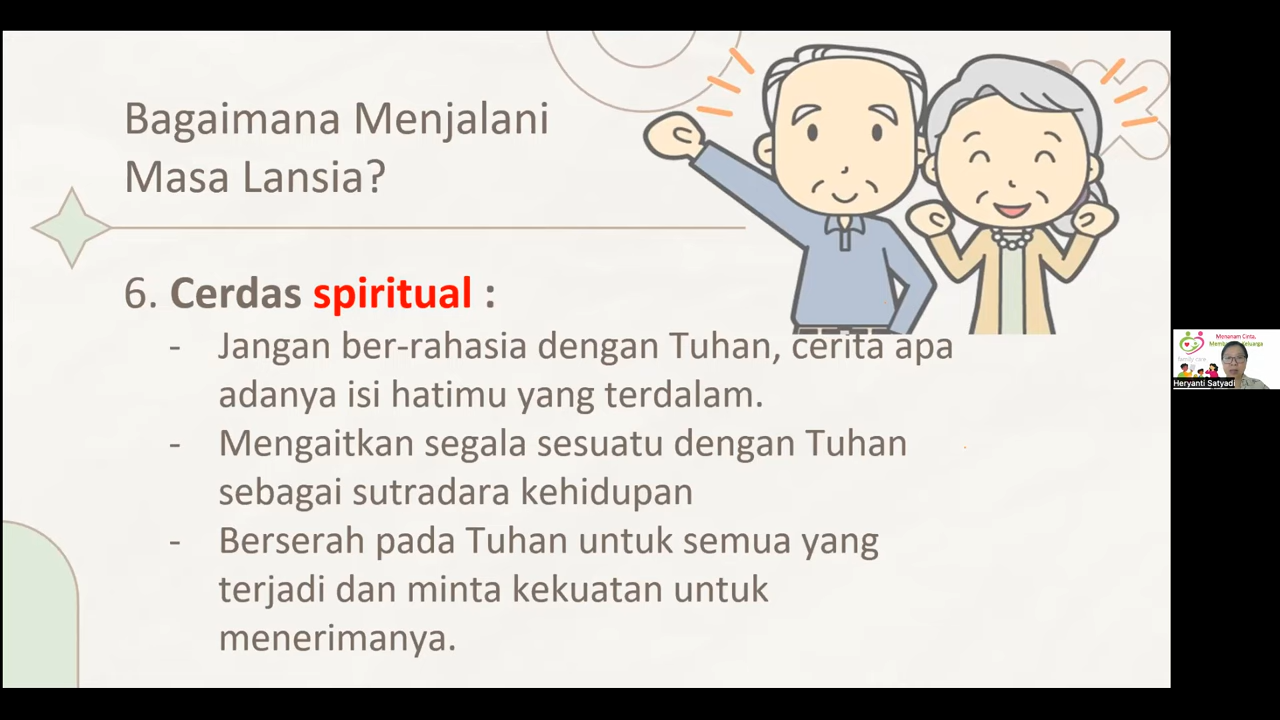 Bagaimana Menjalani
Masa Lansia?
6. Cerdas spiritual :
- Jangan ber-rahasia dengan Tuhan, cerita apa
adanya isi hatimu yang terdalam.
- Mengaitkan segala sesuatu dengan Tuhan
sebagai sutradara kehidupan
- Berserah pada Tuhan untuk semua yang
terjadi dan minta kekuatan untuk
menerimanya.
Menanam Cinta,
Heryanti Satyadi